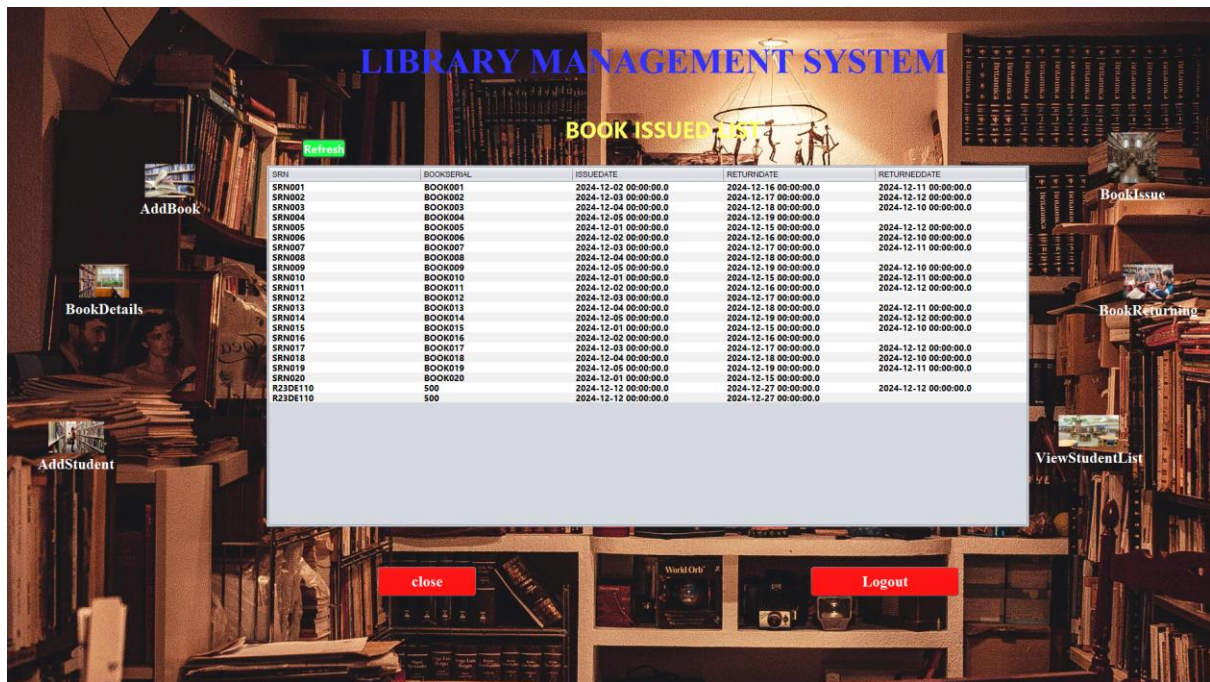 LIBRARY MANAGEMENT SYSTEM
BOOK ISSUED LIST
Refresh
SRN BOOKSERIAL ISSUEDATE RETURNDATE RETURNEDDATE
SRN001 BOOK001 2024-12-02 00:00:00.0 2024-12-16 00:00:00.0 2024-12-11 00:00:00.0
SRN002 BOOK002 2024-12-03 00:00:00.0 2024-12-17 00:00:00.0 2024-12-12 00:00:00.0
SRN003 BOOK003 2024-12-04 00:00:00.0 2024-12-18 00:00:00.0 2024-12-10 00:00:00.0
SRN004 BOOK004 2024-12-05 00:00:00.0 2024-12-19 00:00:00.0
SRN005 BOOK005 2024-12-01 00:00:00.0 2024-12-15 00:00:00.0 2024-12-12 00:00:00.0
SRN006 BOOK006 2024-12-02 00:00:00.0 2024-12-16 00:00:00.0 2024-12-10 00:00:00.0
SRN007 BOOK007 2024-12-03 00:00:00.0 2024-12-17 00:00:00.0 2024-12-11 00:00:00.0
SRN008 BOOK008 2024-12-04 00:00:00.0 2024-12-18 00:00:00.0
SRN009 BOOK009 2024-12-05 00:00:00.0 2024-12-19 00:00:00.0 2024-12-10 00:00:00.0
SRN010 BOOK010 2024-12-01 00:00:00.0 2024-12-15 00:00:00.0 2024-12-11 00:00:00.0
SRN011 BOOK011 2024-12-02 00:00:00.0 2024-12-16 00:00:00.0 2024-12-12 00:00:00.0
SRN012 BOOK012 2024-12-03 00:00:00.0 2024-12-17 00:00:00.0
SRN013 BOOK013 2024-12-04 00:00:00.0 2024-12-18 00:00:00.0 2024-12-11 00:00:00.0
SRN014 BOOK014 2024-12-05 00:00:00.0 2024-12-19 00:00:00.0 2024-12-12 00:00:00.0
SRN015 BOOK015 2024-12-01 00:00:00.0 2024-12-15 00:00:00.0 2024-12-10 00:00:00.0
SRN016 BOOK016 2024-12-02 00:00:00.0 2024-12-16 00:00:00.0
SRN017 BOOK017 2024-12-03 00:00:00.0 2024-12-17 00:00:00.0 2024-12-12 00:00:00.0
SRN018 BOOK018 2024-12-04 00:00:00.0 2024-12-18 00:00:00.0 2024-12-10 00:00:00.0
SRN019 BOOK019 2024-12-05 00:00:00.0 2024-12-19 00:00:00.0 2024-12-11 00:00:00.0
SRN020 BOOK020 2024-12-01 00:00:00.0 2024-12-15 00:00:00.0
R23DE110 500 2024-12-12 00:00:00.0 2024-12-27 00:00:00.0 2024-12-12 00:00:00.0
R23DE110 500 2024-12-12 00:00:00.0 2024-12-27 00:00:00.0
AddBook
BookDetails
AddStudent
BookIssue
BookReturning
ViewStudentList
close
Logout
World Orb